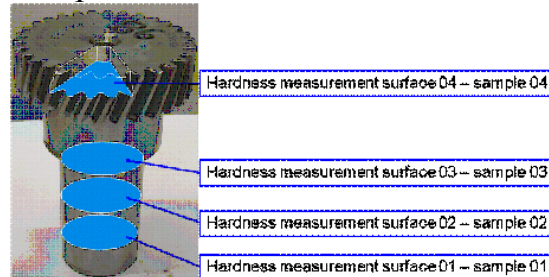 Hardness measurement surface 04 – sample 04
Hardness measurement surface 03 – sample 03
Hardness measurement surface 02 – sample 02
Hardness measurement surface 01 – sample 01